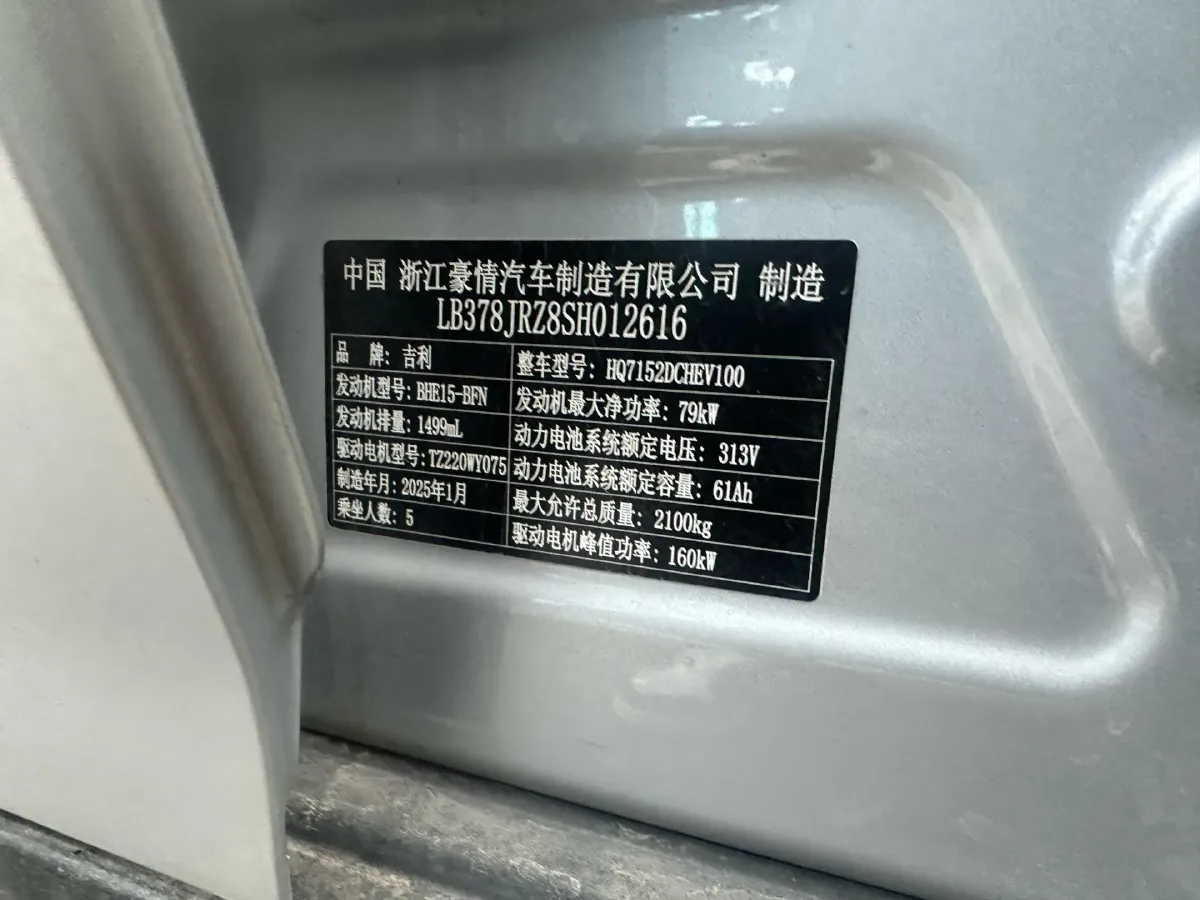 中国 浙江豪情汽车制造有限公司 制造
LB378JRZ8SH012616
品 牌: 吉利
整车型号: HQ7152DCHEV100
发动机型号: BHE15-BFN
发动机最大净功率: 79kW
发动机排量: 1499mL
动力电池系统额定电压: 313V
驱动电机型号: TZ220WY075
动力电池系统额定容量: 61Ah
制造年月: 2025年1月
最大允许总质量: 2100kg
乘坐人数: 5
驱动电机峰值功率: 160kW